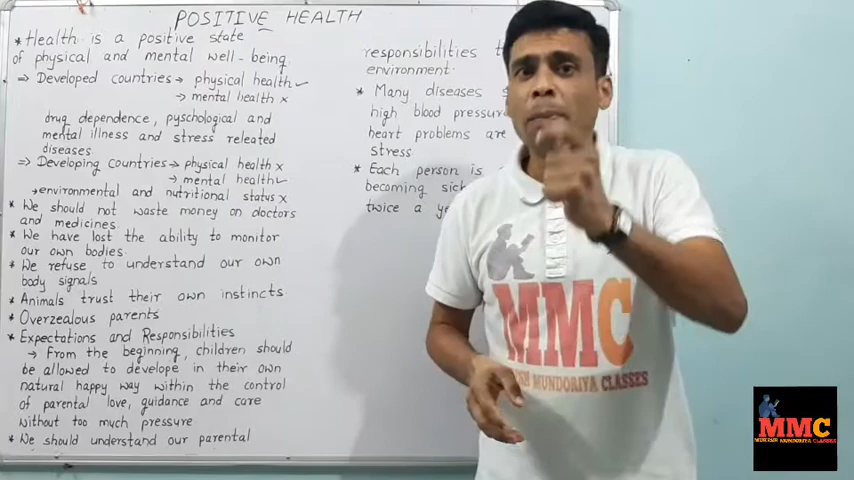 POSITIVE HEALTH
* Health is a positive state
of physical and mental well-being
⇒ Developed countries → physical health ✓
→ mental health ×
drug dependence, pyschological and
mental illness and stress releated
diseases.
⇒ Developing Countries → Physical health ×
→ Mental health ✓
→ environmental and nutritional status ×
* We should not waste money on doctors
and medicines
* We have lost the ability to monitor
our own bodies
* We refuse to understand our own
body signals
* Animals trust their own instincts.
* Overzealous parents
* Expectations and Responsibilities
→ From the beginning, children should
be allowed to develop in their own
natural happy way within the control
of parental love, guidance and care
without too much pressure
* We should understand our parental
responsibilities
environment.
* Many diseases
high blood pressure
heart problems are
stress.
* Each person is
becoming sick
twice a
MMC
MUNDORIYA CLASSES
MMC
MUKESH MUNDORIYA CLASSES